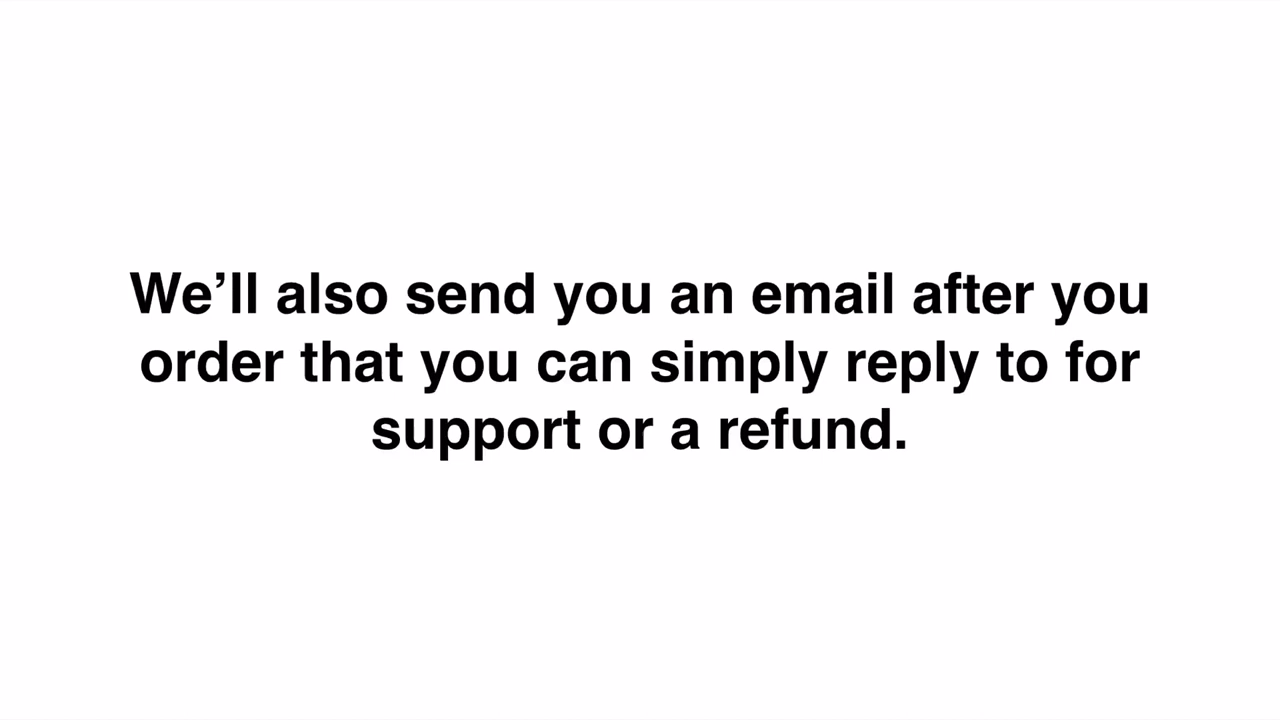 We’ll also send you an email after you
order that you can simply reply to for
support or a refund.